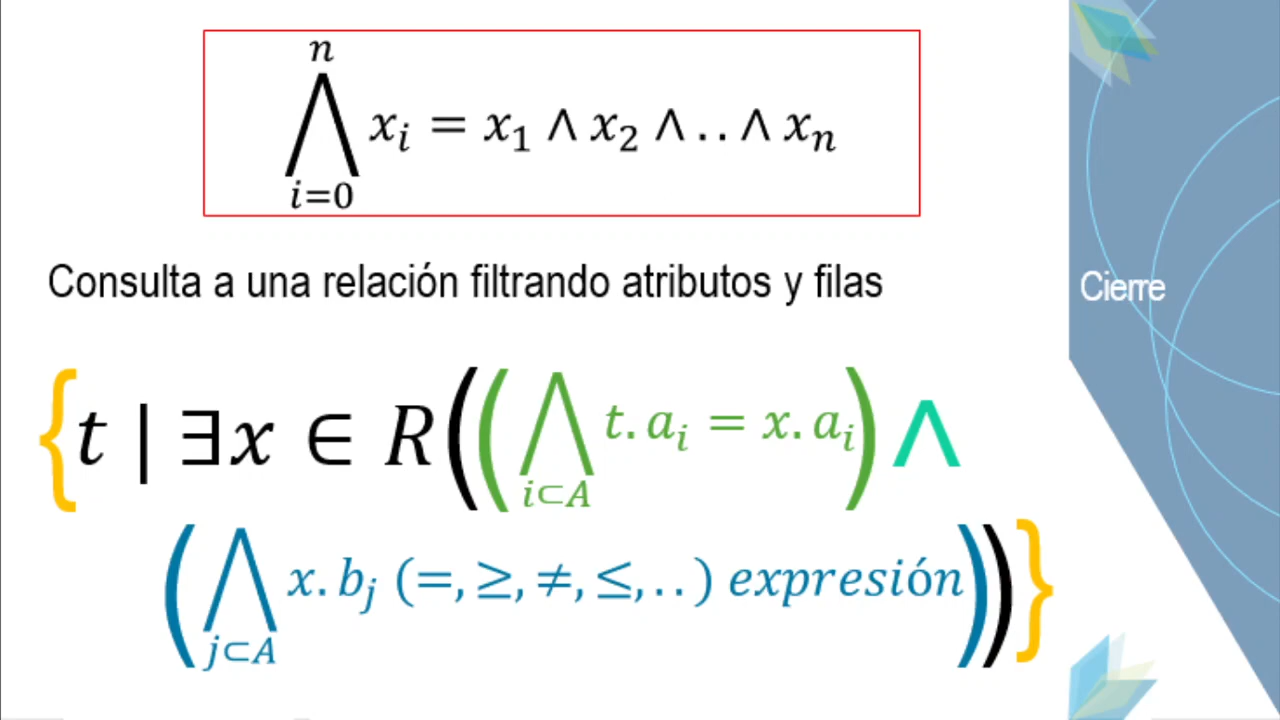 n
⋀ xᵢ = x₁ ∧ x₂ ∧ . . ∧ xₙ
i=0
Consulta a una relación filtrando atributos y filas
Cierre
{t | ∃x ∈ R((⋀ t. aᵢ = x. aᵢ) ∧
i⊂A
(⋀ x. bⱼ (=, ≥, ≠, ≤, . . ) expresión))}
j⊂A